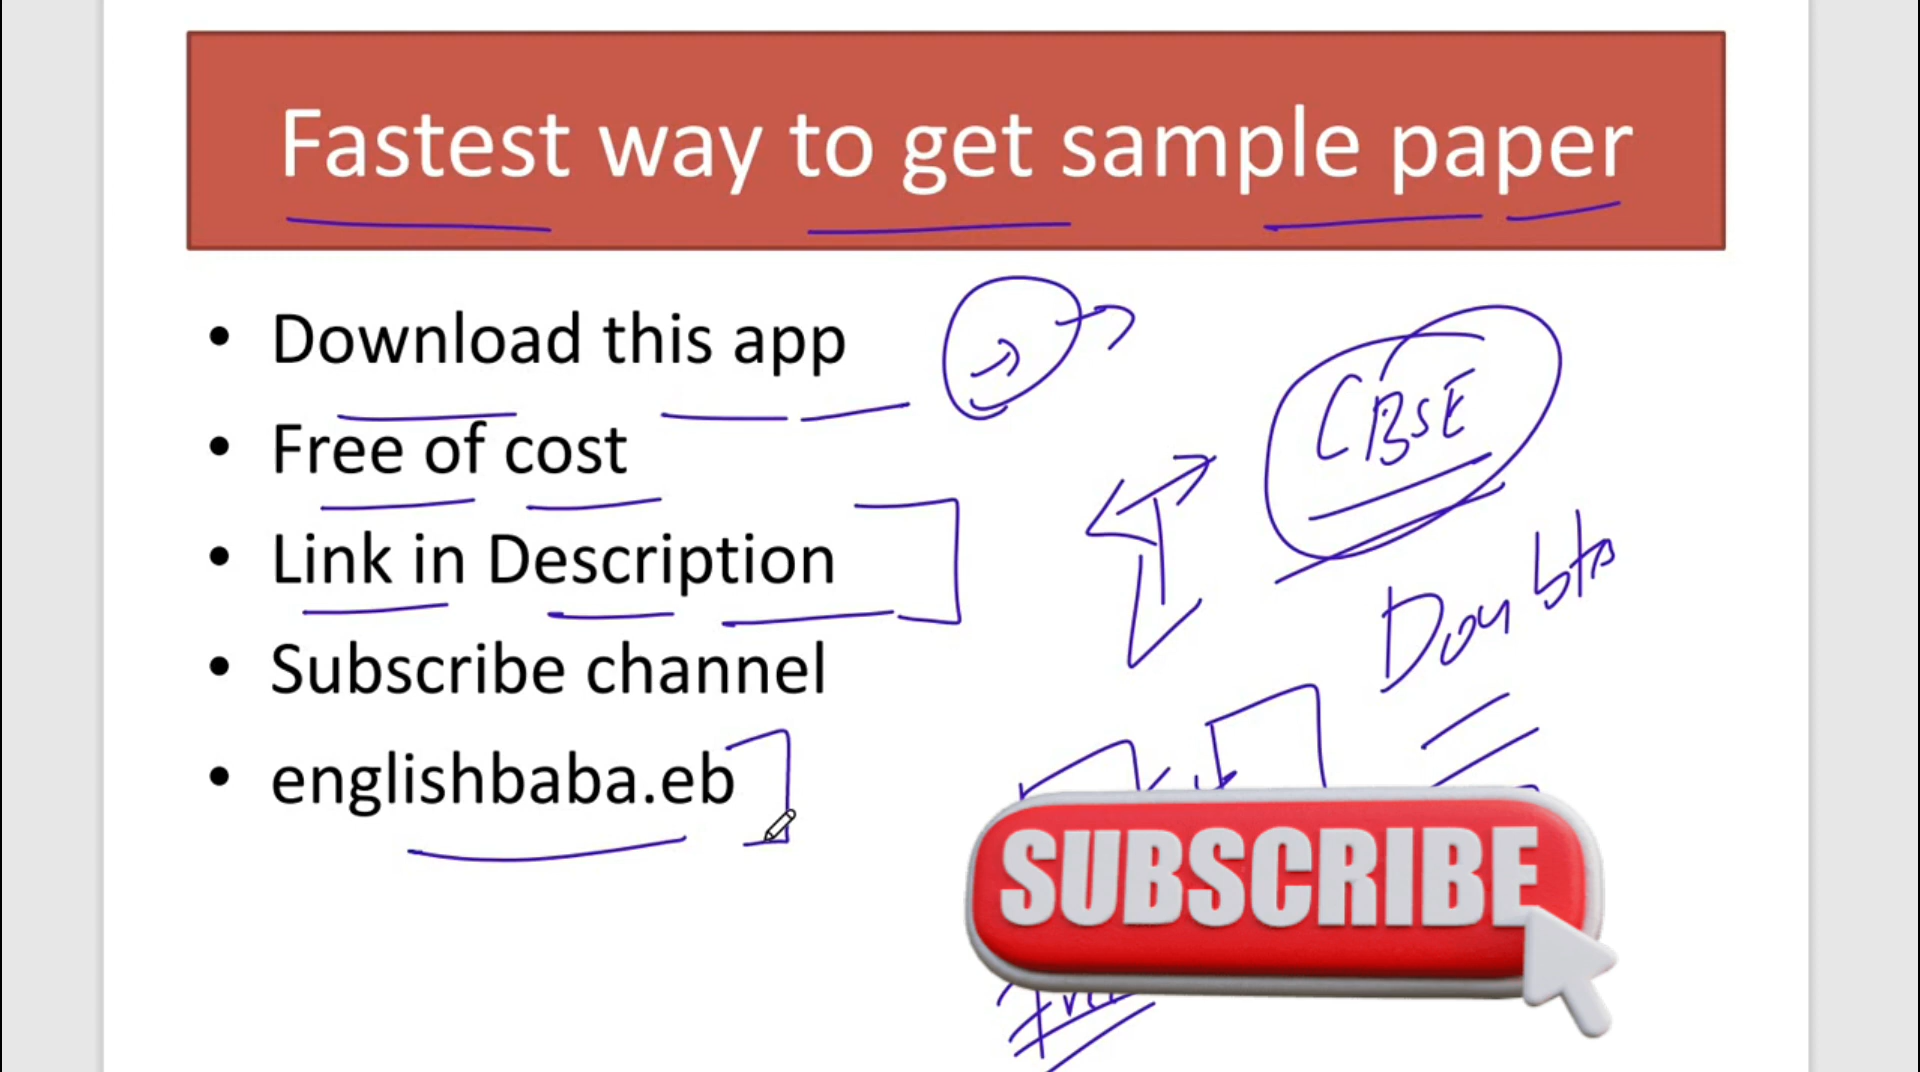 Fastest way to get sample paper
• Download this app
• Free of cost
• Link in Description
• Subscribe channel
• englishbaba.eb
CBSE
Doubts
SUBSCRIBE